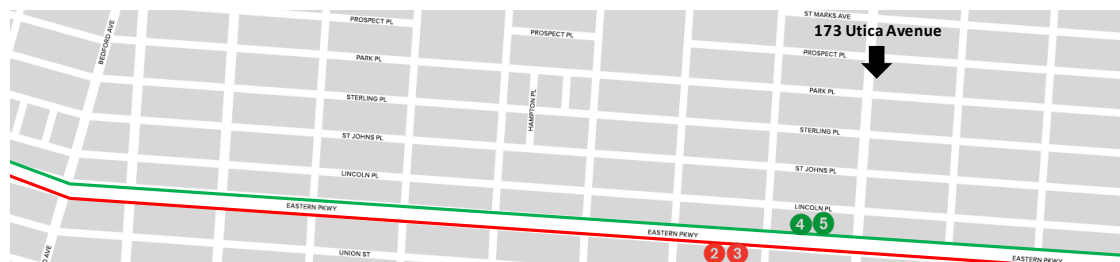 PROSPECT PL
ST MARKS AVE
BEDFORD AVE
PROSPECT PL
173 Utica Avenue
PROSPECT PL
PARK PL
PARK PL
STERLING PL
HAMPTON PL
STERLING PL
ST JOHNS PL
ST JOHNS PL
LINCOLN PL
LINCOLN PL
EASTERN PKWY
4 5
EASTERN PKWY
UNION ST
2 3
EASTERN PKWY
D AVE